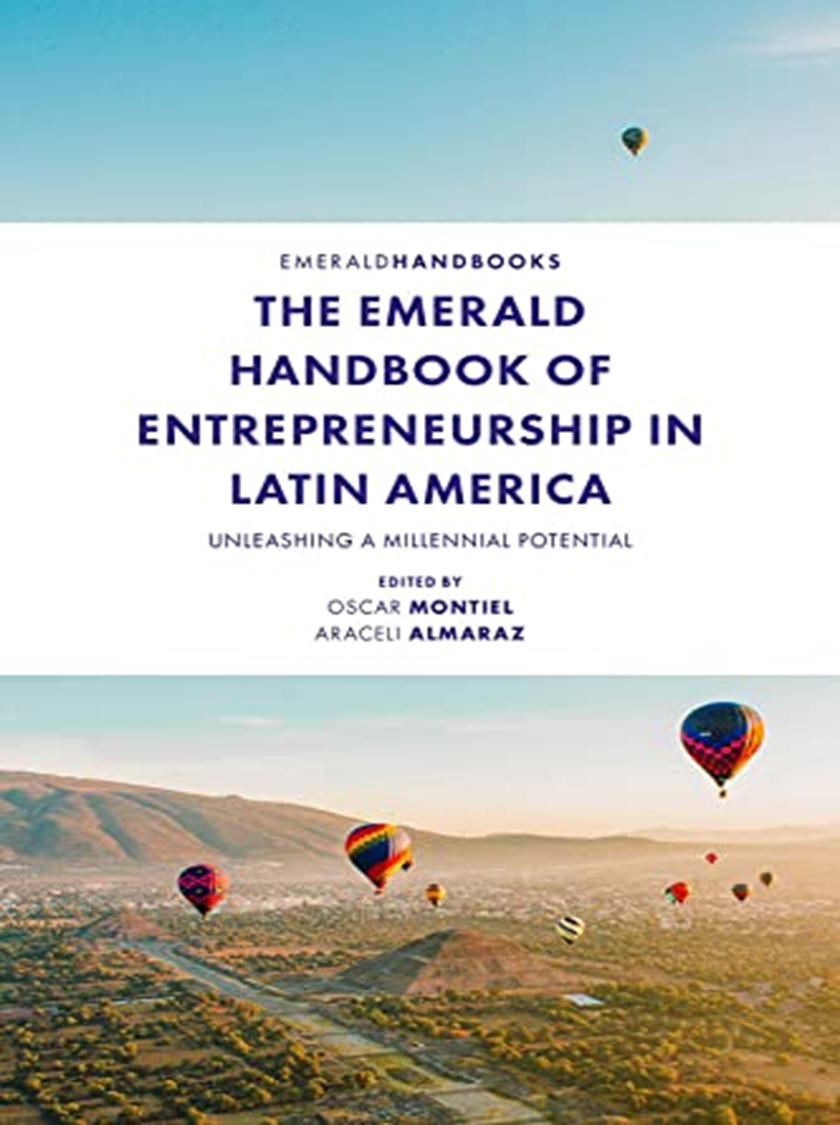 EMERALDHANDBOOKS
THE EMERALD
HANDBOOK OF
ENTREPRENEURSHIP IN
LATIN AMERICA
UNLEASHING A MILLENNIAL POTENTIAL
EDITED BY
OSCAR MONTIEL
ARACELI ALMARAZ